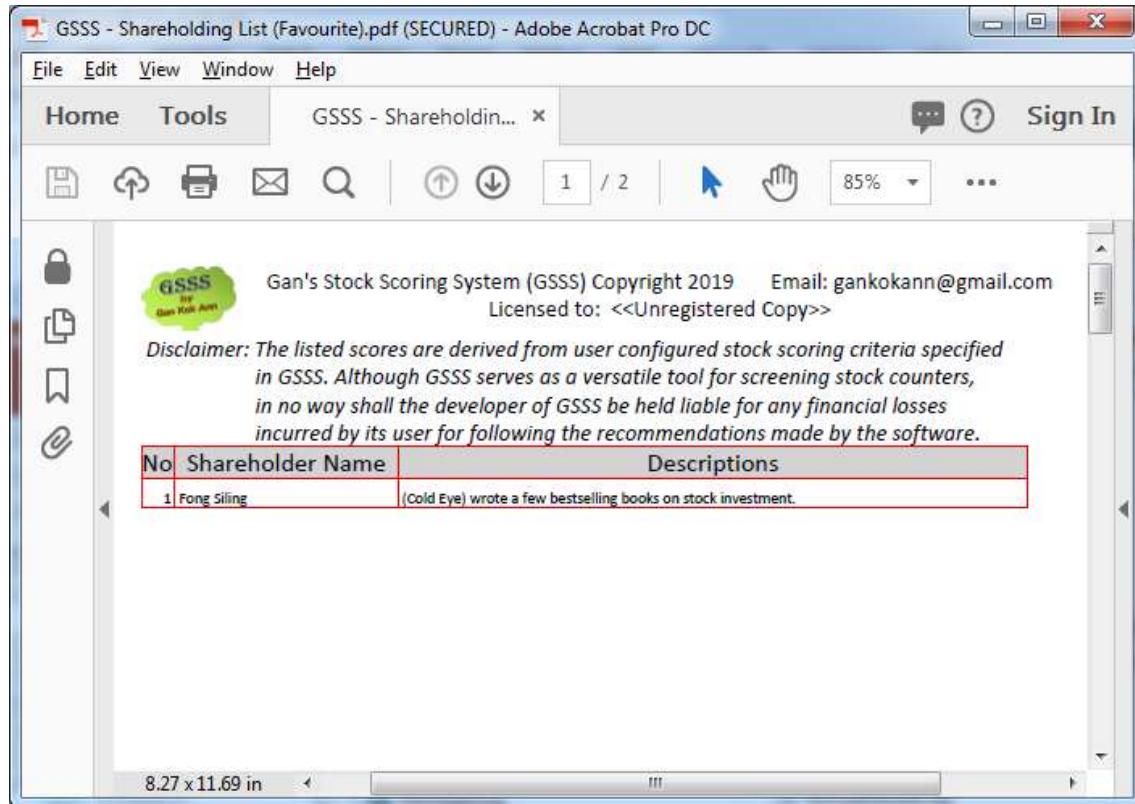 GSSS - Shareholding List (Favourite).pdf (SECURED) - Adobe Acrobat Pro DC
File Edit View Window Help
Home Tools GSSS - Shareholdin... × Sign In
1 / 2 85%
GSSS
by
Gan Kok Ann
Gan's Stock Scoring System (GSSS) Copyright 2019 Email: gankokann@gmail.com
Licensed to: <<Unregistered Copy>>
Disclaimer: The listed scores are derived from user configured stock scoring criteria specified
in GSSS. Although GSSS serves as a versatile tool for screening stock counters,
in no way shall the developer of GSSS be held liable for any financial losses
incurred by its user for following the recommendations made by the software.
No Shareholder Name Descriptions
1 Fong Siling (Cold Eye) wrote a few bestselling books on stock investment.
8.27 x 11.69 in